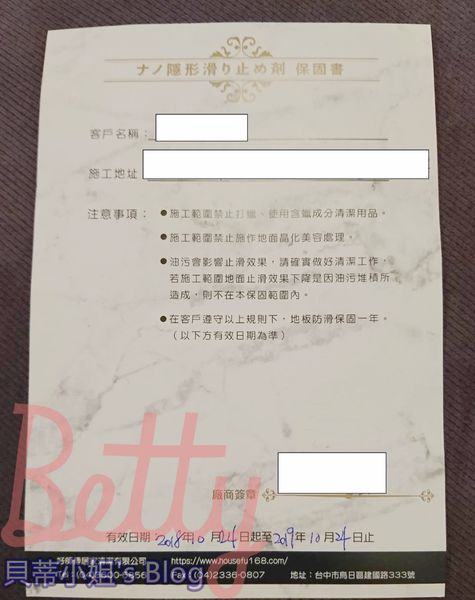 ナノ隱形滑り止め剤 保固書
客戶名稱：
施工地址
注意事項：
●施工範圍禁止打蠟、使用含蠟成分清潔用品。
●施工範圍禁止施作地面晶化美容處理。
●油污會影響止滑效果，請確實做好清潔工作，
若施工範圍地面止滑效果下降是因油污堆積所
造成，則不在本保固範圍內。
●在客戶遵守以上規則下，地板防滑保固一年。
（以下方有效日期為準）
廠商簽章
有效日期 2018年10月24日起至2019年10月24日止
有限公司 https://www.housefu168.com/
Fax：(04)2336-0807 地址：台中市烏日區建國路333號
Betty
貝蒂小姐's Blog